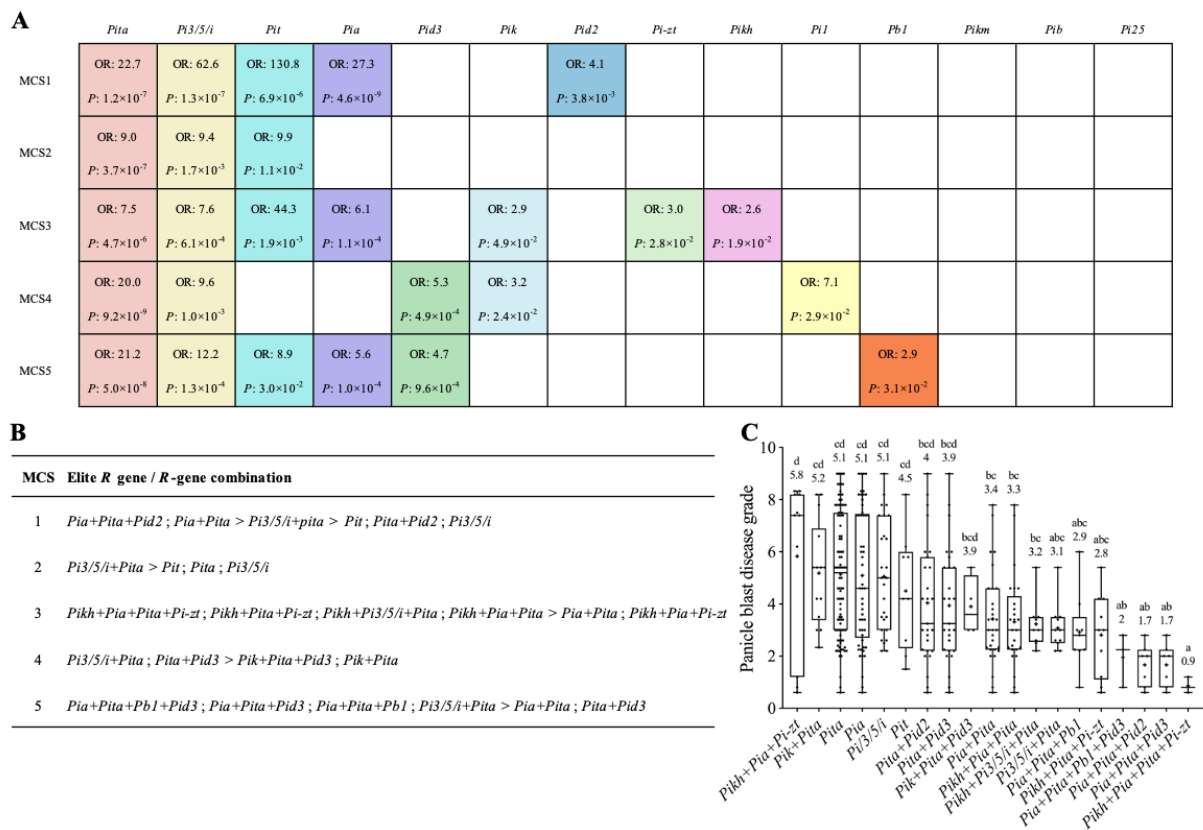 A
Pita Pi3/5/i Pit Pia Pid3 Pik Pid2 Pi-zt Pikh Pi1 Pb1 Pikm Pib Pi25
MCS1
OR: 22.7 OR: 62.6 OR: 130.8 OR: 27.3 OR: 4.1
P: 1.2×10⁻⁷ P: 1.3×10⁻⁷ P: 6.9×10⁻⁶ P: 4.6×10⁻⁹ P: 3.8×10⁻³
MCS2
OR: 9.0 OR: 9.4 OR: 9.9
P: 3.7×10⁻⁷ P: 1.7×10⁻³ P: 1.1×10⁻²
MCS3
OR: 7.5 OR: 7.6 OR: 44.3 OR: 6.1 OR: 2.9 OR: 3.0 OR: 2.6
P: 4.7×10⁻⁶ P: 6.1×10⁻⁴ P: 1.9×10⁻³ P: 1.1×10⁻⁴ P: 4.9×10⁻² P: 2.8×10⁻² P: 1.9×10⁻²
MCS4
OR: 20.0 OR: 9.6 OR: 5.3 OR: 3.2 OR: 7.1
P: 9.2×10⁻⁹ P: 1.0×10⁻³ P: 4.9×10⁻⁴ P: 2.4×10⁻² P: 2.9×10⁻²
MCS5
OR: 21.2 OR: 12.2 OR: 8.9 OR: 5.6 OR: 4.7 OR: 2.9
P: 5.0×10⁻⁸ P: 1.3×10⁻⁴ P: 3.0×10⁻² P: 1.0×10⁻⁴ P: 9.6×10⁻⁴ P: 3.1×10⁻²
B
MCS Elite R gene / R-gene combination
1 Pia+Pita+Pid2 ; Pia+Pita > Pi3/5/i+pita > Pit ; Pita+Pid2 ; Pi3/5/i
2 Pi3/5/i+Pita > Pit ; Pita ; Pi3/5/i
3 Pikh+Pia+Pita+Pi-zt ; Pikh+Pita+Pi-zt ; Pikh+Pi3/5/i+Pita ; Pikh+Pia+Pita > Pia+Pita ; Pikh+Pia+Pi-zt
4 Pi3/5/i+Pita ; Pita+Pid3 > Pik+Pita+Pid3 ; Pik+Pita
5 Pia+Pita+Pb1+Pid3 ; Pia+Pita+Pid3 ; Pia+Pita+Pb1 ; Pi3/5/i+Pita > Pia+Pita ; Pita+Pid3
C
Panicle blast disease grade
10
8
6
4
2
0
d cd cd cd cd cd bcd bcd bcd bc bc bc abc abc abc ab ab ab a
5.8 5.2 5.1 5.1 5.1 4.5 4 3.9 3.9 3.4 3.3 3.2 3.1 2.9 2.8 2 1.7 1.7 0.9
Pikh+Pia+Pi-zt
Pik+Pita
Pita
Pia
Pi/3/5/i
Pit
Pita+Pid2
Pita+Pid3
Pik+Pita+Pid3
Pia+Pita
Pikh+Pia+Pita
Pikh+Pi3/5/i+Pita
Pi3/5/i+Pita
Pia+Pita+Pb1
Pikh+Pita+Pi-zt
Pia+Pita+Pb1+Pid3
Pia+Pita+Pid2
Pia+Pita+Pid3
Pikh+Pia+Pita+Pi-zt